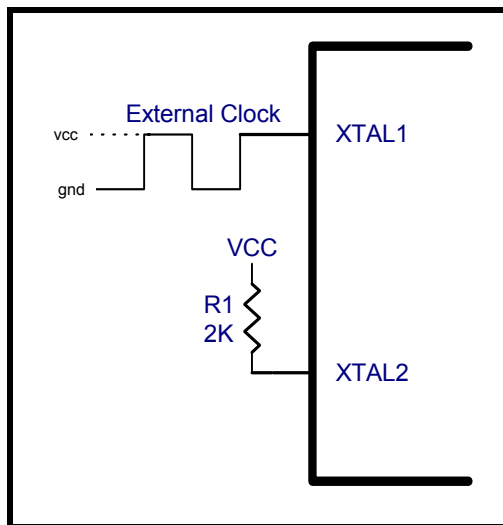 External Clock
vcc
XTAL1
gnd
VCC
R1
2K
XTAL2